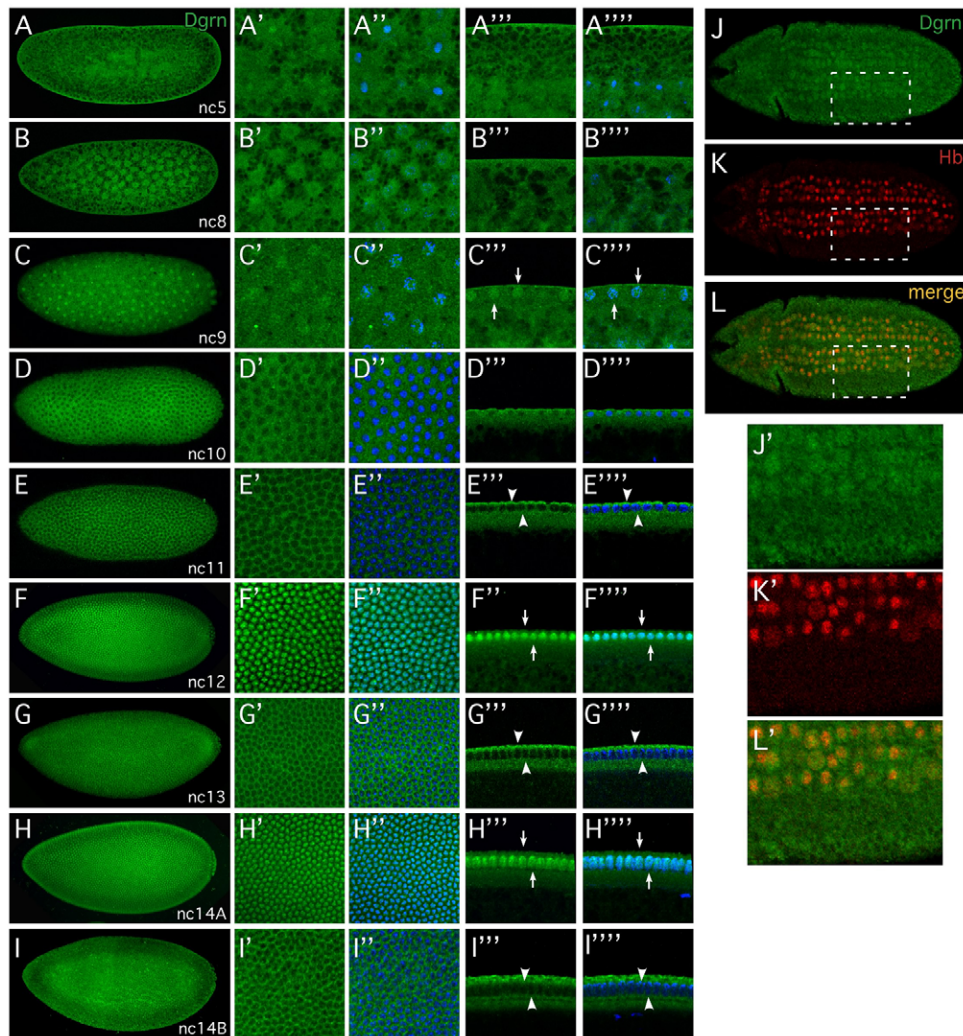 A Dgrn nc5 A’ A’’ A’’’ A’’’’
B nc8 B’ B’’ B’’’ B’’’’
C nc9 C’ C’’ C’’’ C’’’’
D nc10 D’ D’’ D’’’ D’’’’
E nc11 E’ E’’ E’’’ E’’’’
F nc12 F’ F’’ F’’ F’’’’
G nc13 G’ G’’ G’’’ G’’’’
H nc14A H’ H’’ H’’’ H’’’’
I nc14B I’ I’’ I’’’ I’’’’
J Dgrn
K Hb
L merge
J’
K’
L’